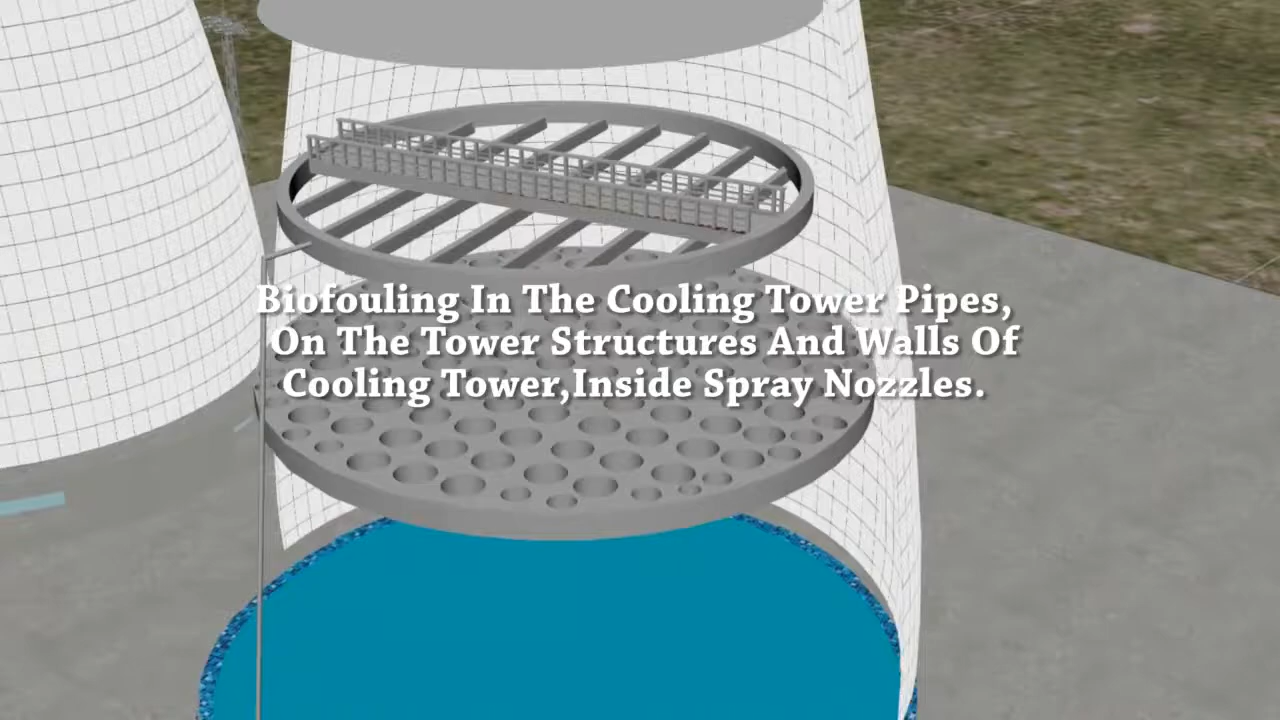 Biofouling In The Cooling Tower Pipes,
On The Tower Structures And Walls Of
Cooling Tower,Inside Spray Nozzles.